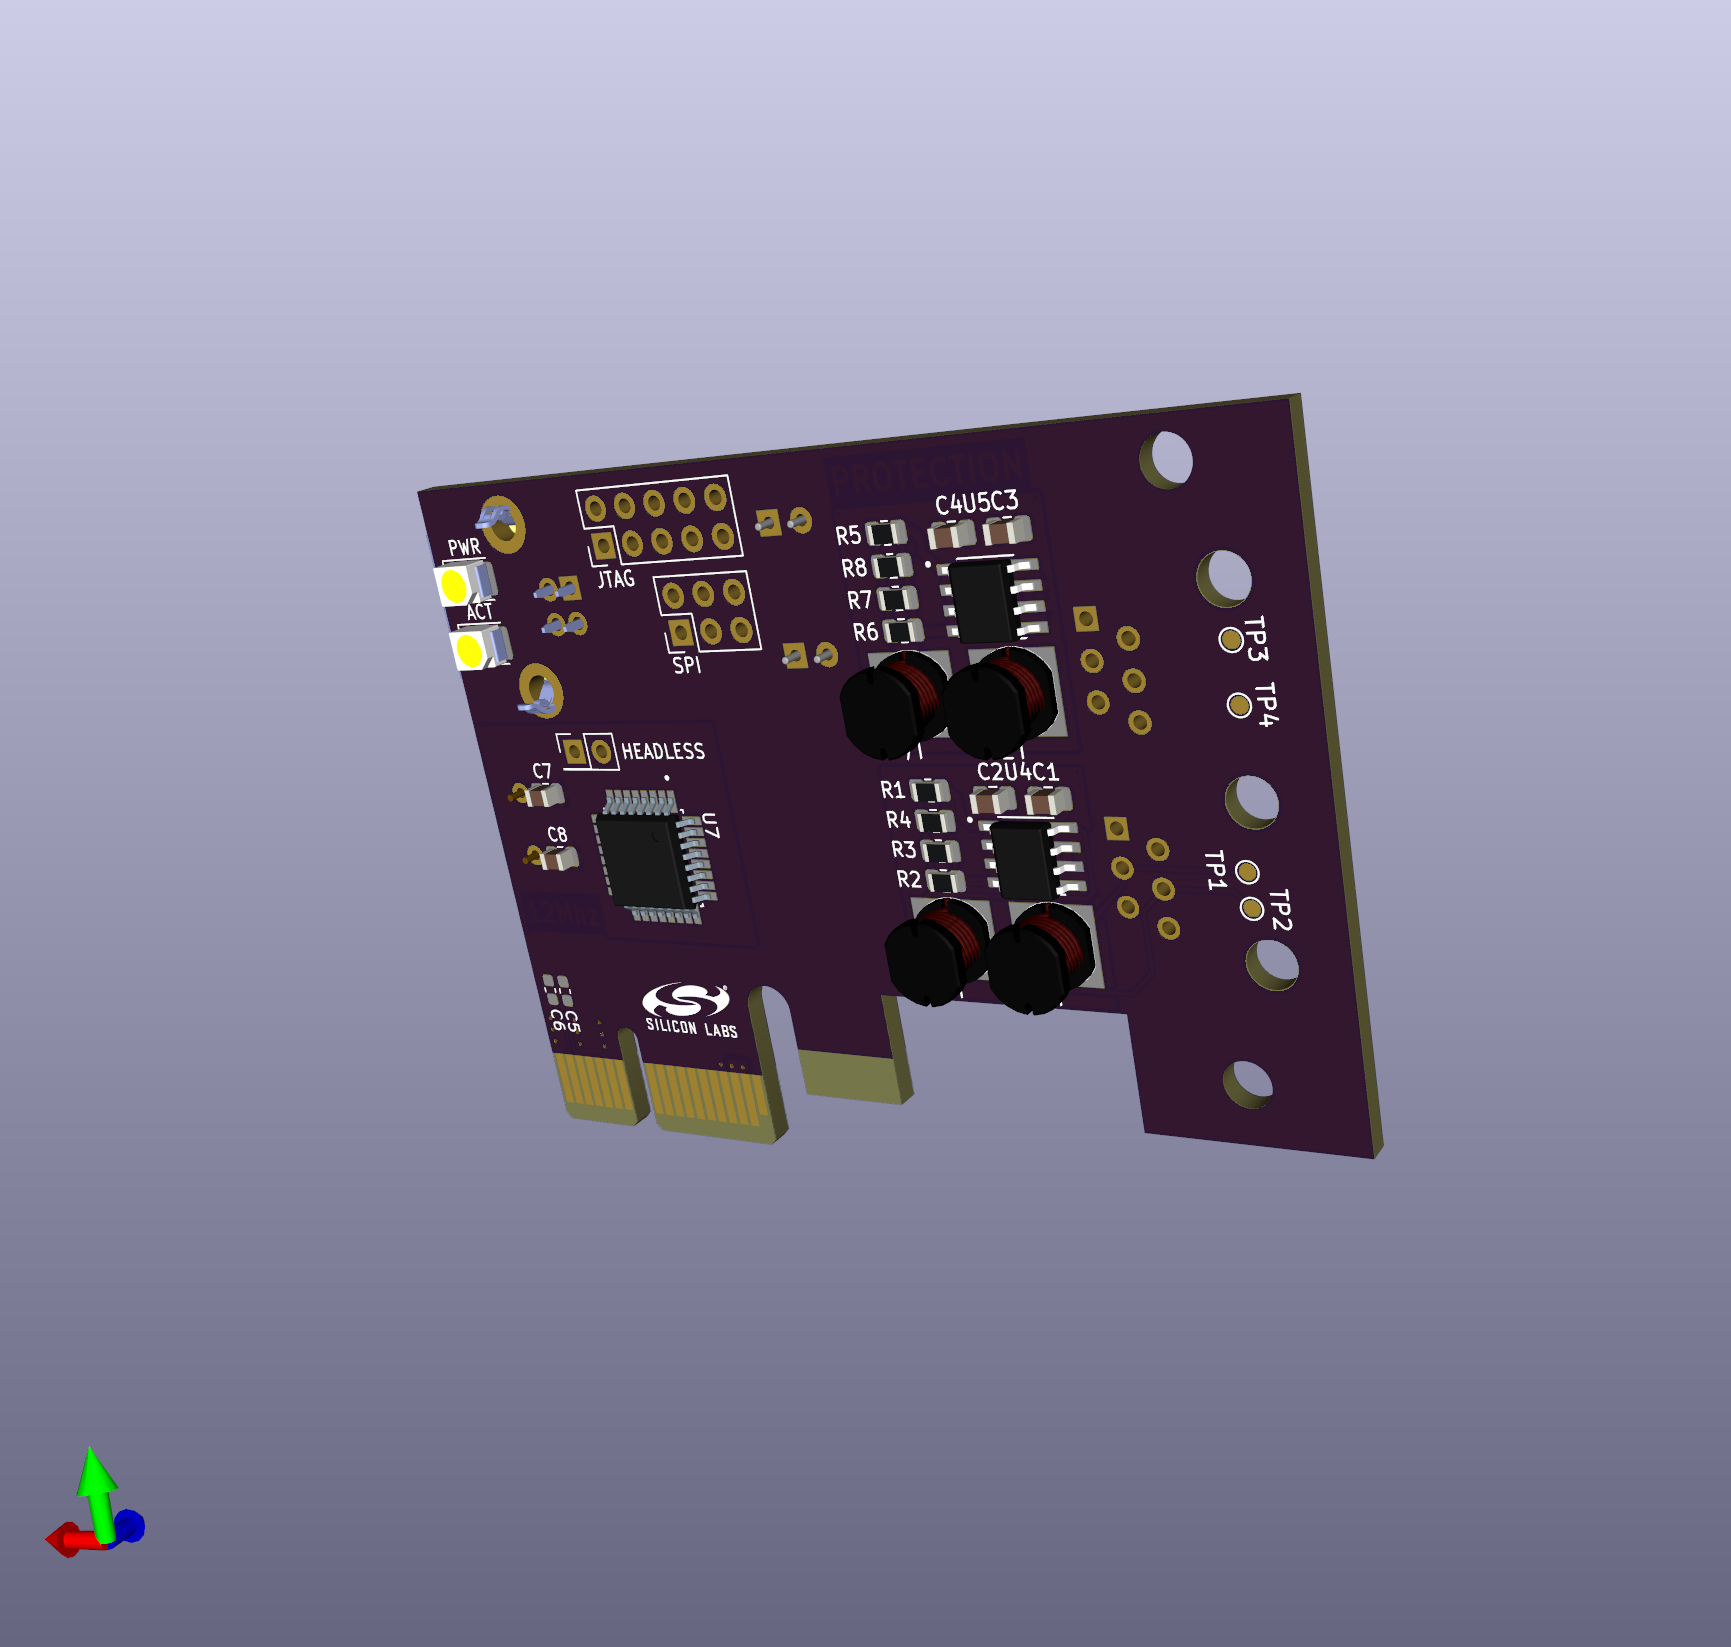 PROTECTION
C4U5C3
R5
R8
R7
R6
PWR
ACT
JTAG
SPI
TP3
TP4
HEADLESS
C7
C8
U7
C2U4C1
R1
R4
R3
R2
TP1
TP2
C6
C5
SILICON LABS